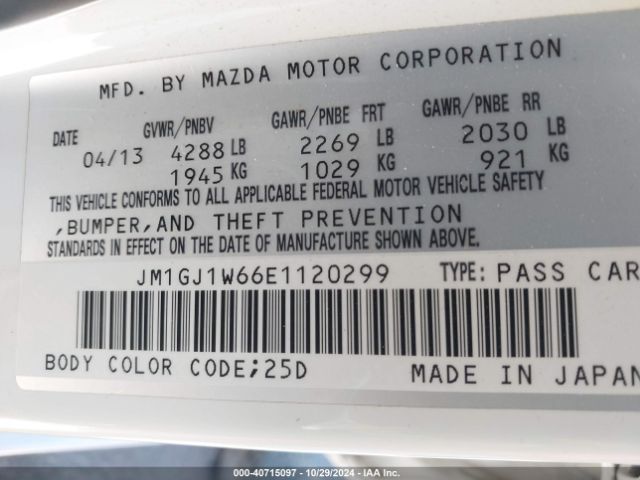 MFD. BY MAZDA MOTOR CORPORATION
DATE GVWR/PNBV GAWR/PNBE FRT GAWR/PNBE RR
04/13 4288 LB 2269 LB 2030 LB
1945 KG 1029 KG 921 KG
THIS VEHICLE CONFORMS TO ALL APPLICABLE FEDERAL MOTOR VEHICLE SAFETY
,BUMPER,AND THEFT PREVENTION
STANDARDS IN EFFECT ON THE DATE OF MANUFACTURE SHOWN ABOVE.
JM1GJ1W66E1120299 TYPE: PASS CAR
BODY COLOR CODE;25D MADE IN JAPAN
000-40715097 - 10/29/2024 - IAA Inc.